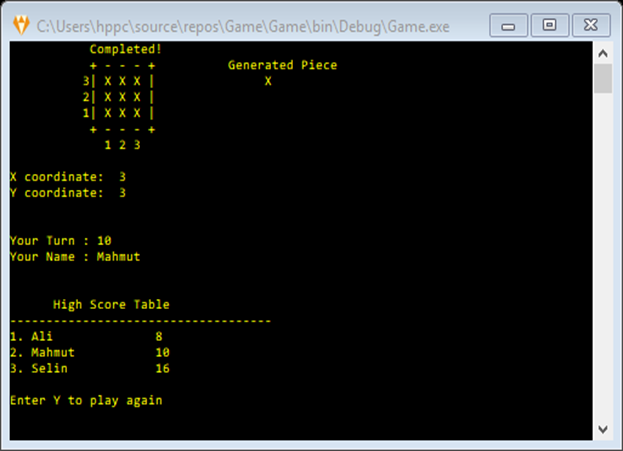 C:\Users\hppc\source\repos\Game\Game\bin\Debug\Game.exe
Completed!
+ - - - + Generated Piece
3| X X X | X
2| X X X |
1| X X X |
+ - - - +
1 2 3
X coordinate: 3
Y coordinate: 3
Your Turn : 10
Your Name : Mahmut
High Score Table
------------------------------------
1. Ali 8
2. Mahmut 10
3. Selin 16
Enter Y to play again